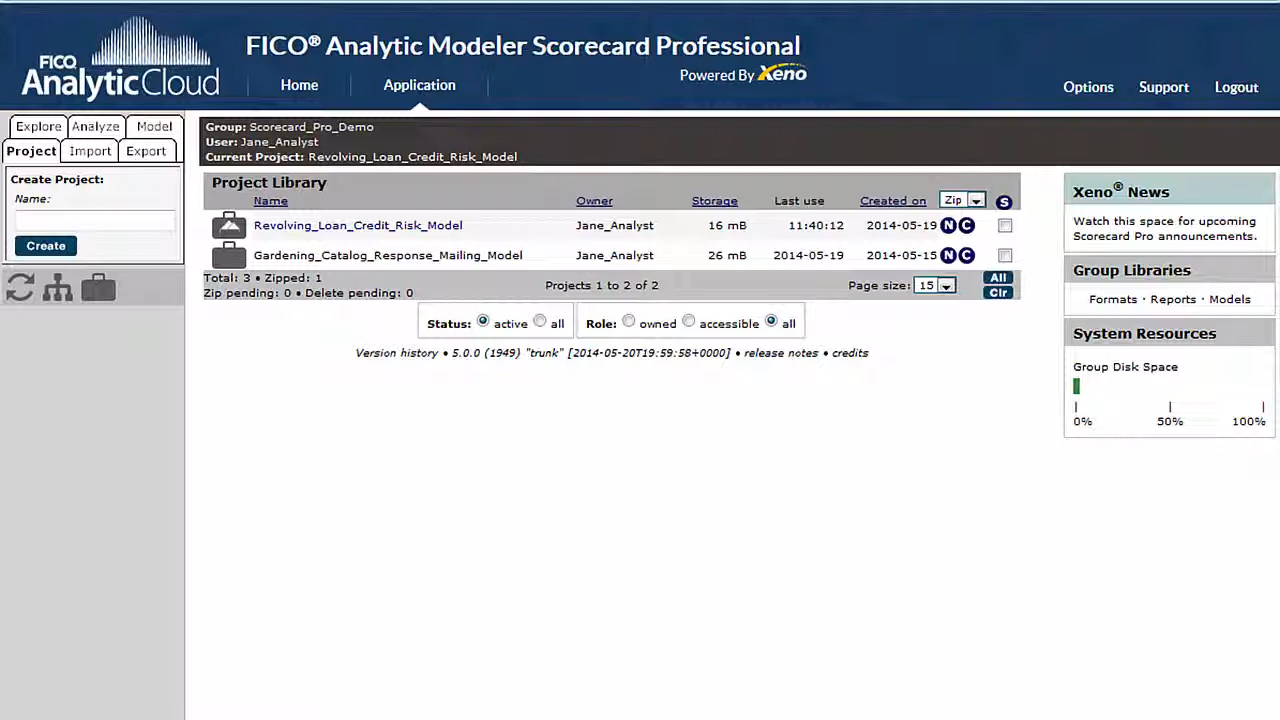 FICO
AnalyticCloud
FICO® Analytic Modeler Scorecard Professional
Powered By Xeno
Home
Application
Options
Support
Logout
Explore
Analyze
Model
Project
Import
Export
Create Project:
Name:
Create
Group: Scorecard_Pro_Demo
User: Jane_Analyst
Current Project: Revolving_Loan_Credit_Risk_Model
Project Library
Name Owner Storage Last use Created on Zip S
Revolving_Loan_Credit_Risk_Model Jane_Analyst 16 mB 11:40:12 2014-05-19 N C
Gardening_Catalog_Response_Mailing_Model Jane_Analyst 26 mB 2014-05-19 2014-05-15 N C
Total: 3 • Zipped: 1
Zip pending: 0 • Delete pending: 0
Projects 1 to 2 of 2
Page size: 15
All
Clr
Status: active all
Role: owned accessible all
Version history • 5.0.0 (1949) "trunk" [2014-05-20T19:59:58+0000] • release notes • credits
Xeno® News
Watch this space for upcoming
Scorecard Pro announcements.
Group Libraries
Formats · Reports · Models
System Resources
Group Disk Space
0% 50% 100%